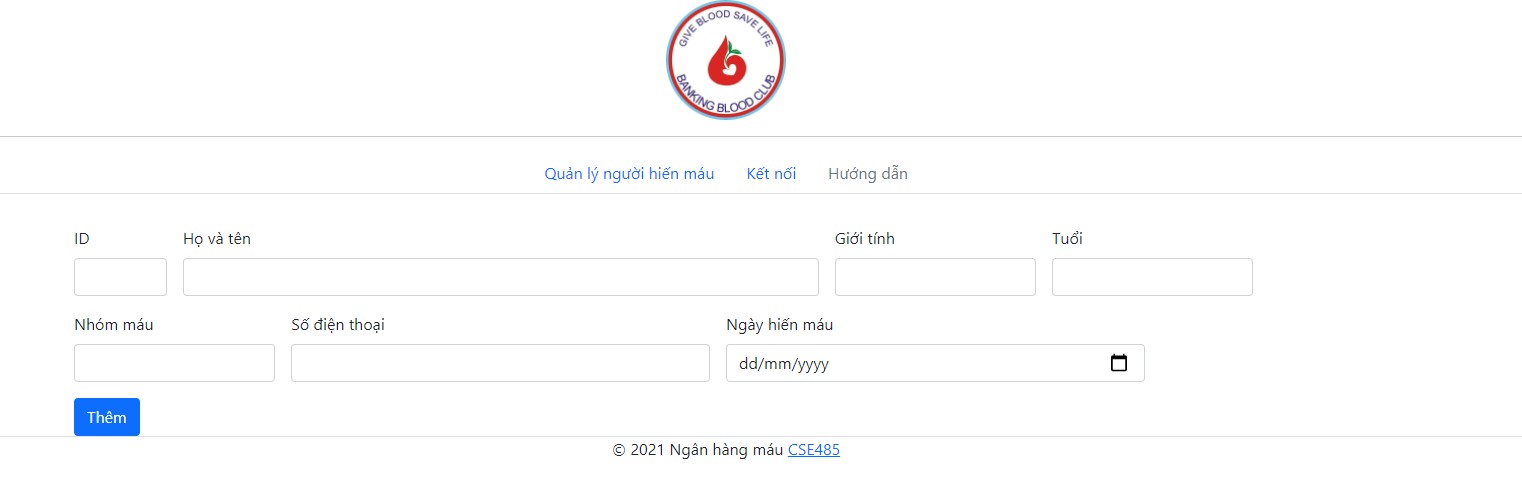 GIVE BLOOD SAVE LIFE
BANKING BLOOD CLUB
Quản lý người hiến máu Kết nối Hướng dẫn
ID Họ và tên Giới tính Tuổi
Nhóm máu Số điện thoại Ngày hiến máu
dd/mm/yyyy
Thêm
© 2021 Ngân hàng máu CSE485